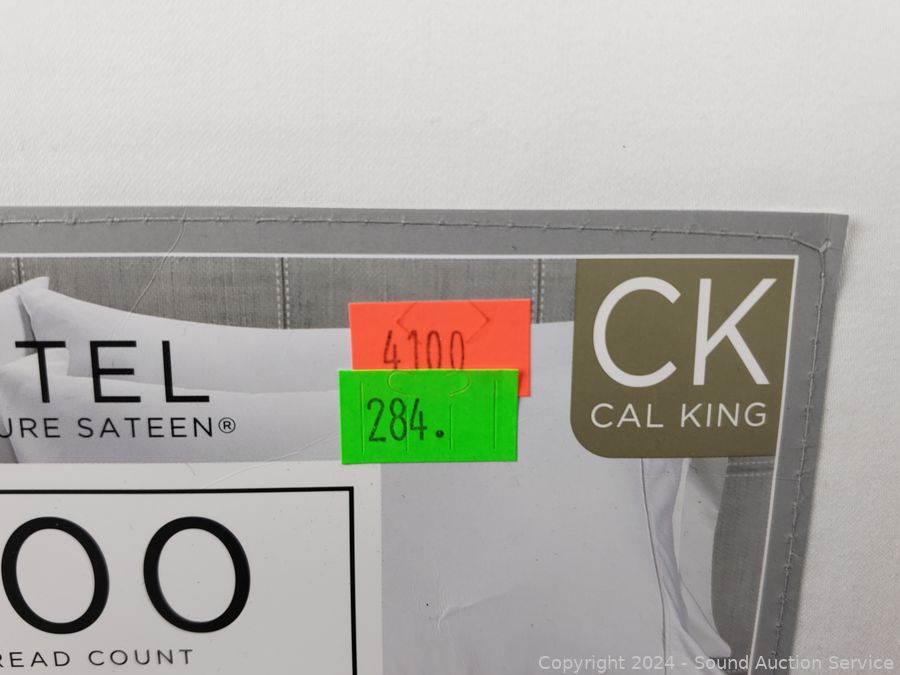 CK
CAL KING
4100
284.
TEL
URE SATEEN®
00
READ COUNT
Copyright 2024 - Sound Auction Service